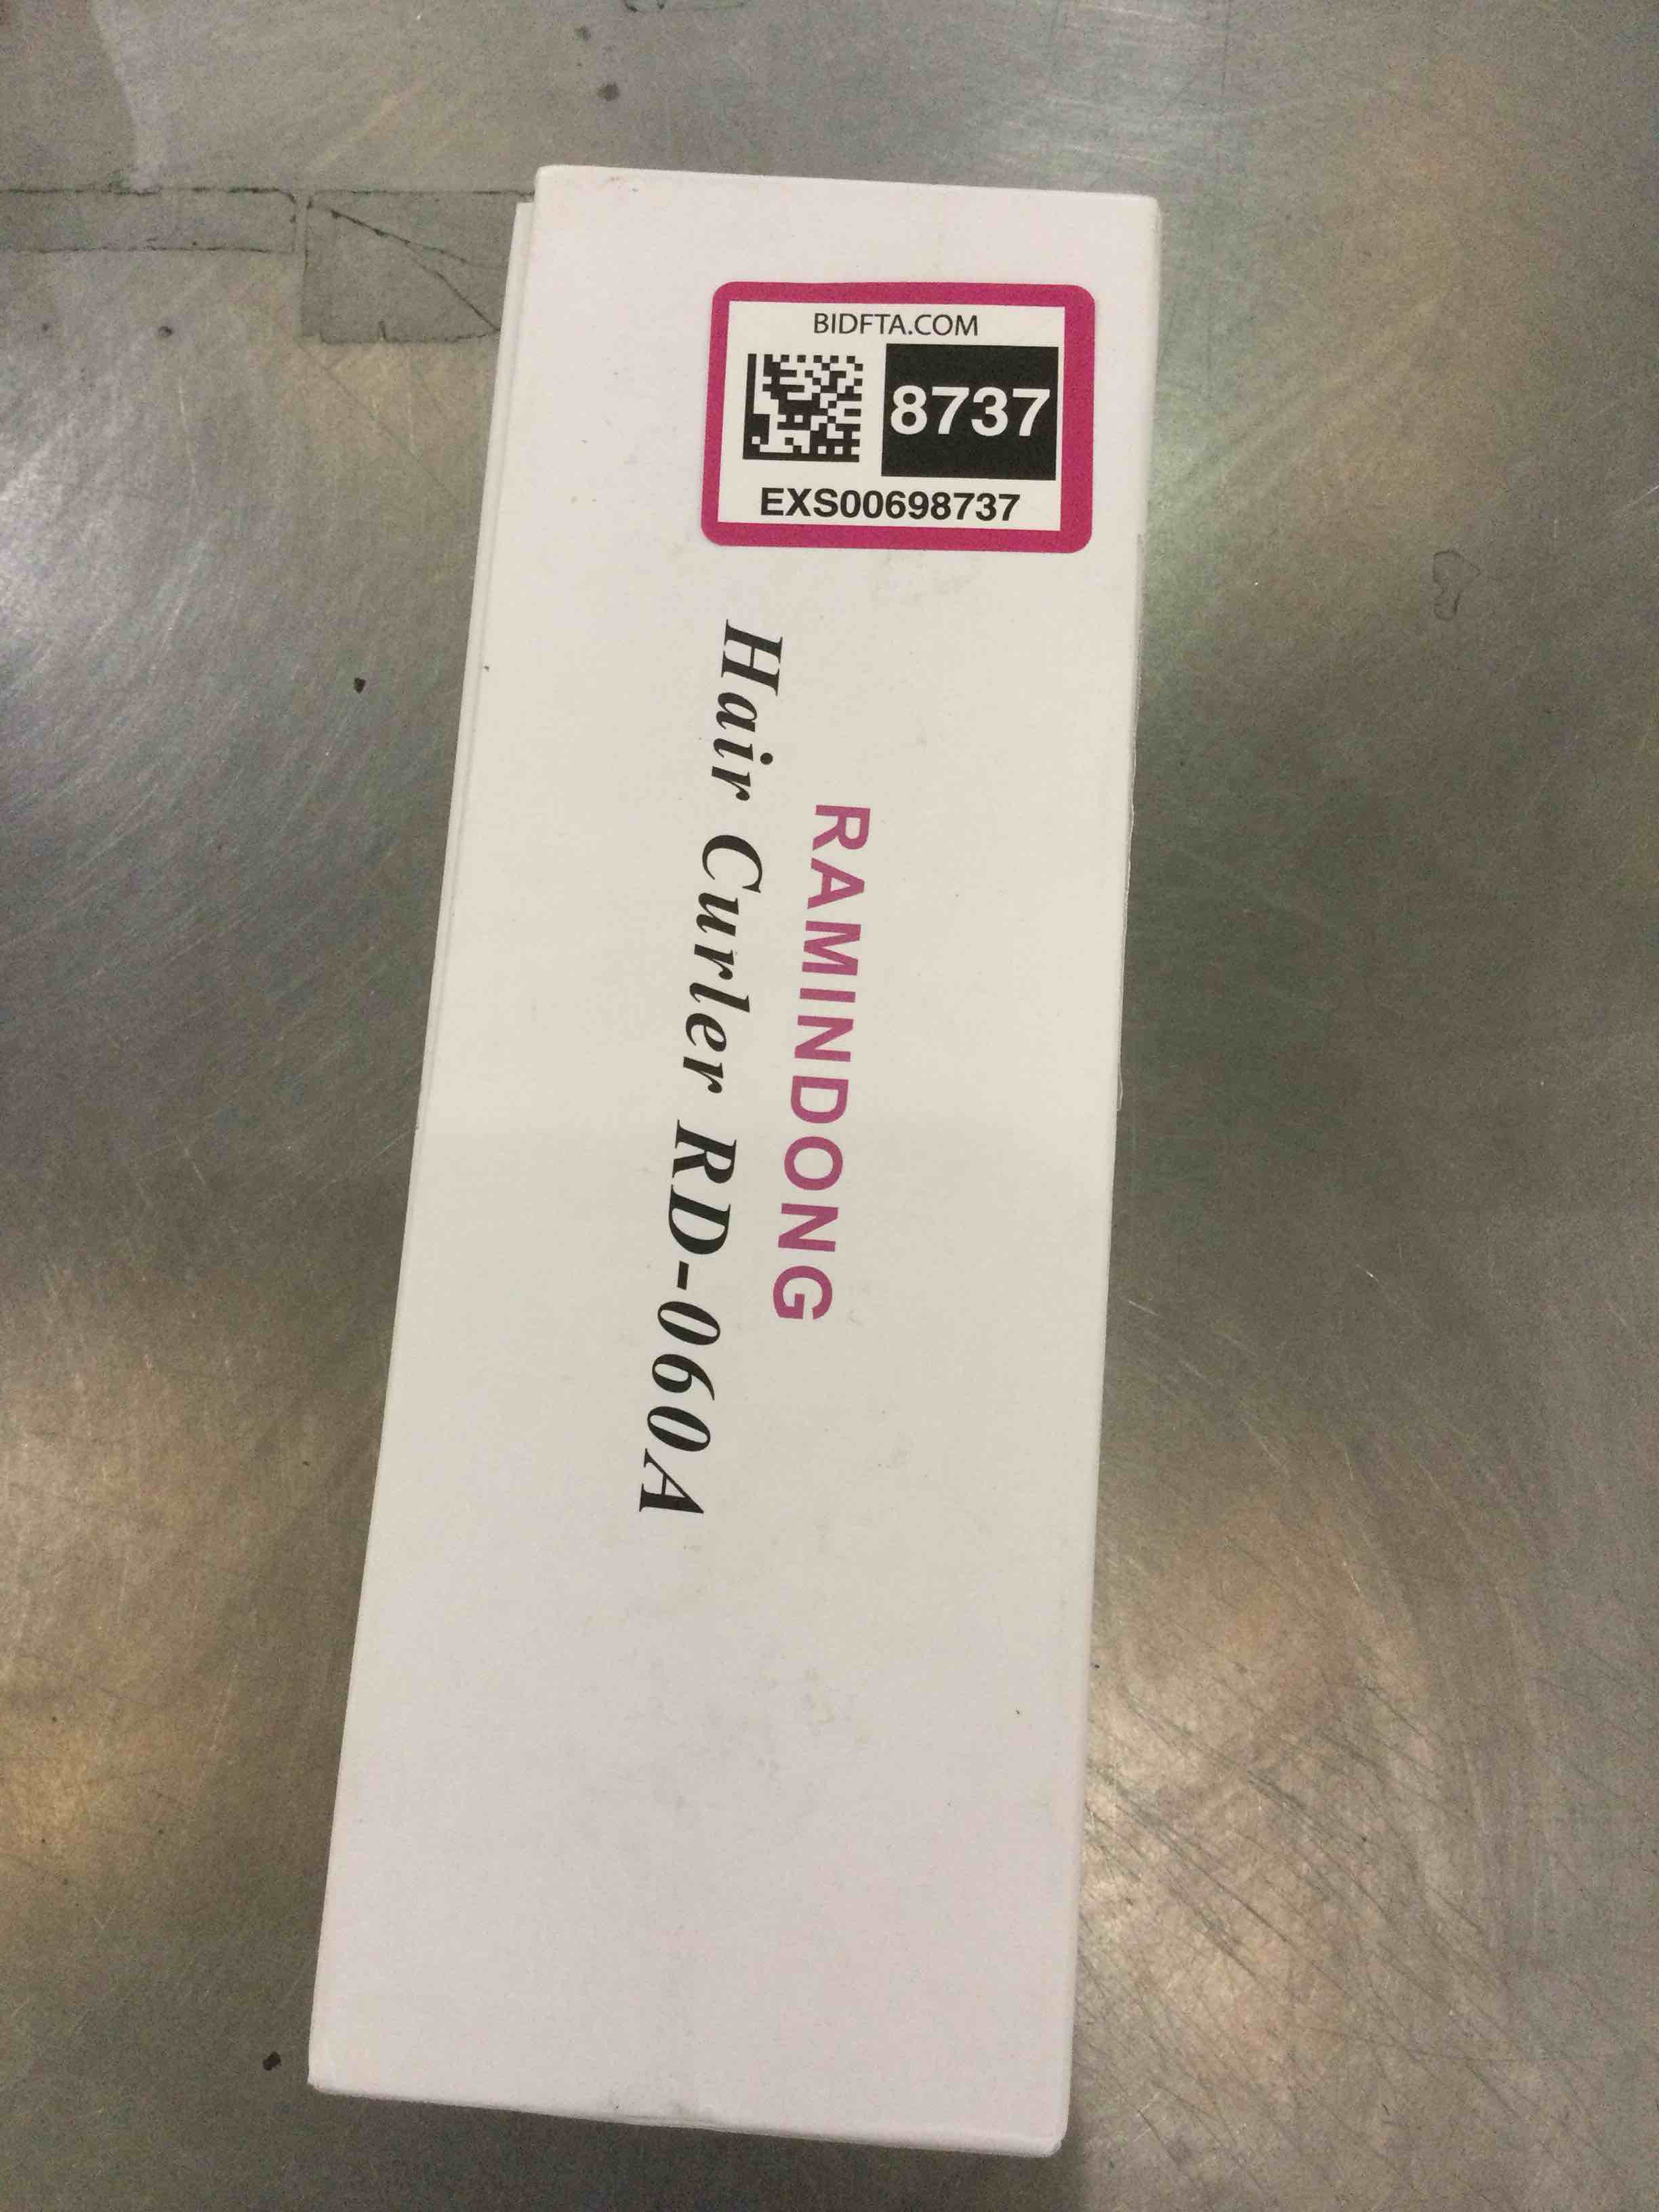 BIDFTA.COM
8737
EXS00698737
RAMINDONG
Hair Curler RD-060A